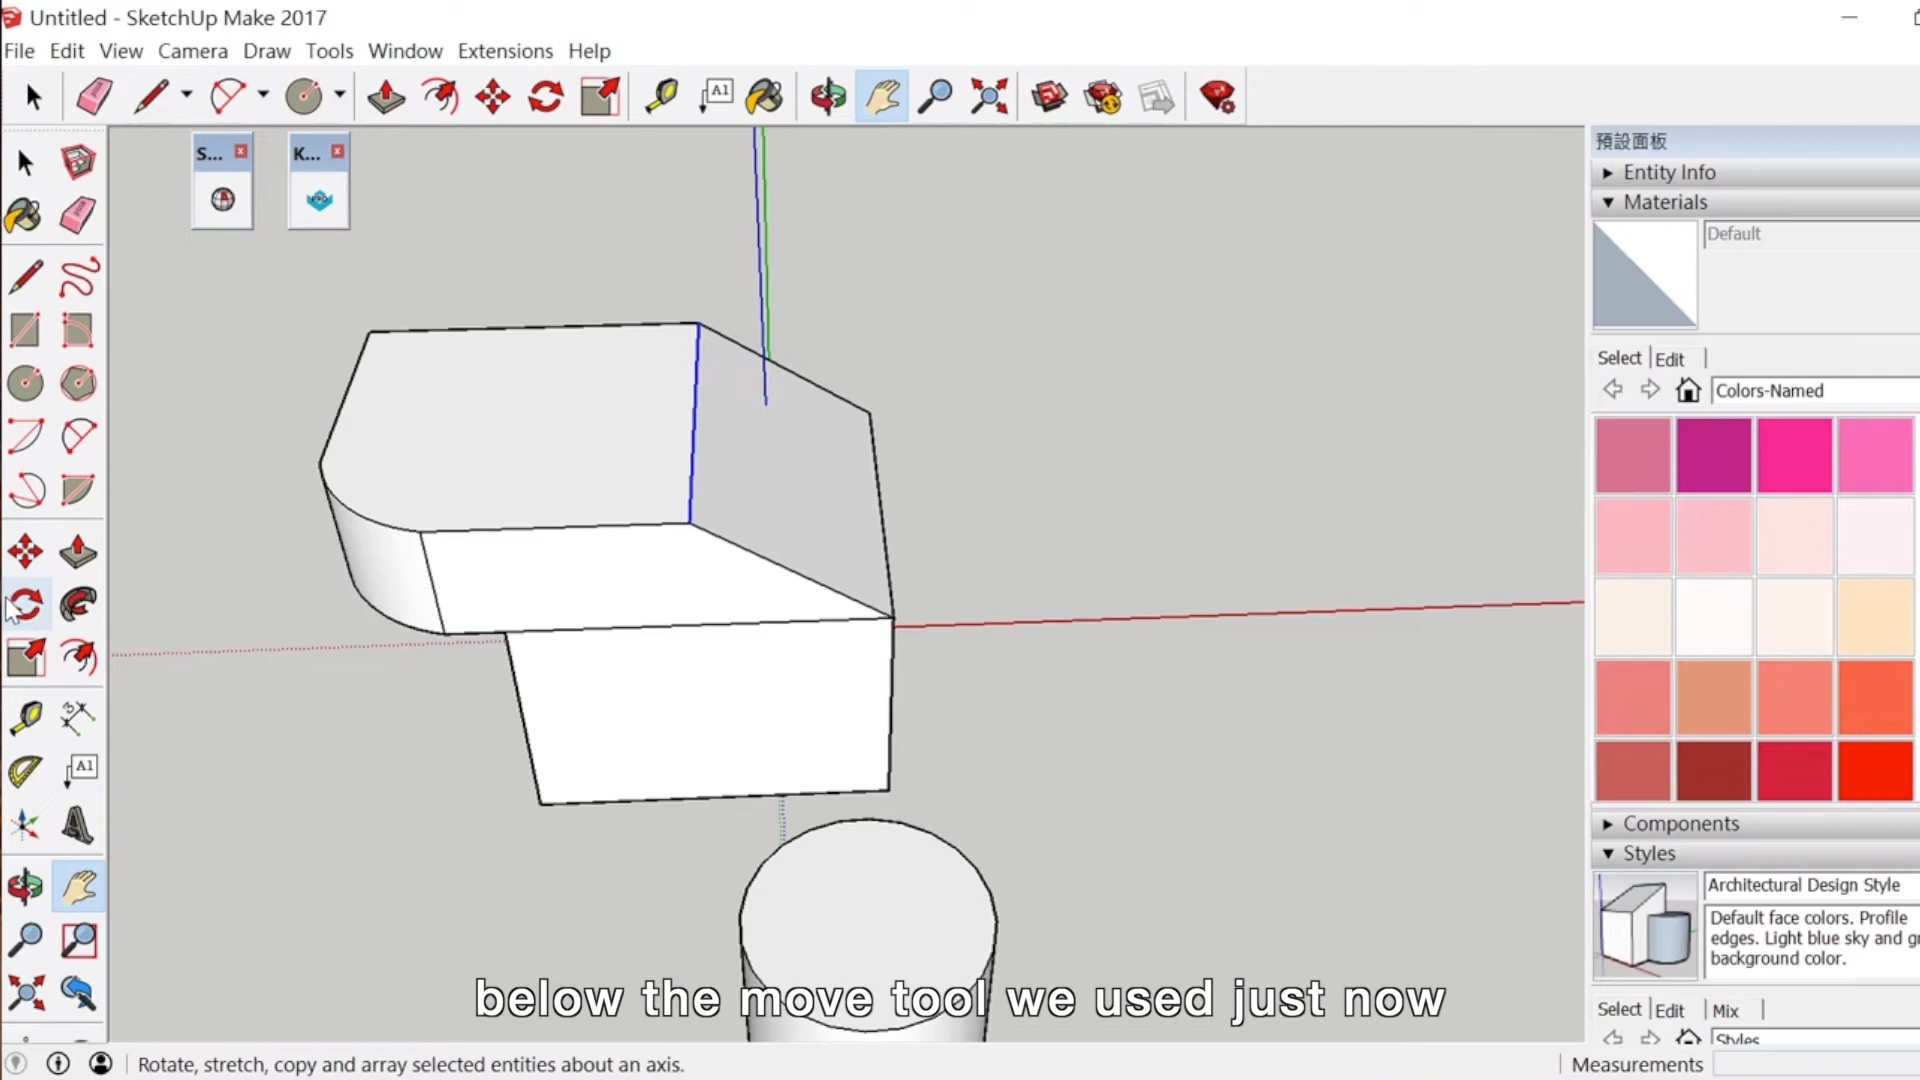 Untitled - SketchUp Make 2017
File Edit View Camera Draw Tools Window Extensions Help
A1
S... K...
預設面板
Entity Info
Materials
Default
Select Edit
Colors-Named
A1
Components
Styles
Architectural Design Style
Default face colors. Profile
edges. Light blue sky and
background color.
Select Edit Mix
Styles
below the move tool we used just now
Rotate, stretch, copy and array selected entities about an axis.
Measurements